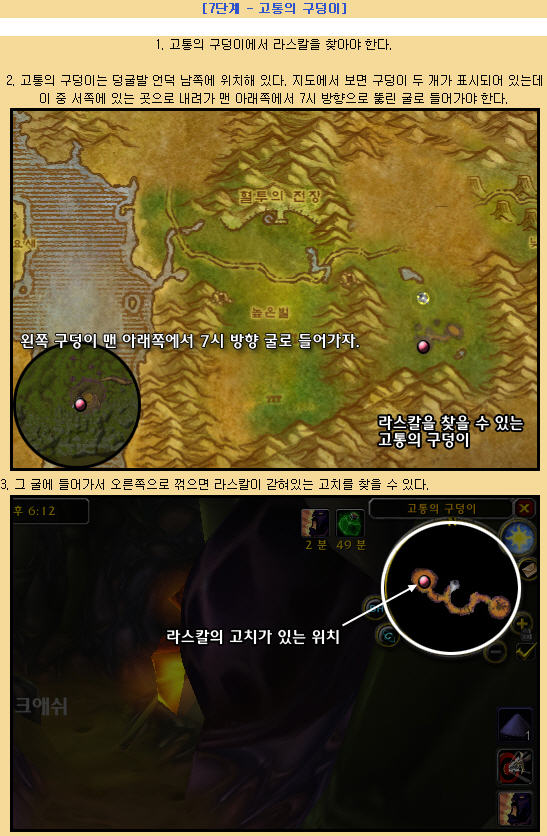 [7단계 - 고통의 구덩이]
1. 고통의 구덩이에서 라스칼을 찾아야 한다.
2. 고통의 구덩이는 덩굴발 언덕 남쪽에 위치해 있다. 지도에서 보면 구덩이 두 개가 표시되어 있는데
이 중 서쪽에 있는 곳으로 내려가 맨 아래쪽에서 7시 방향으로 뚫린 굴로 들어가야 한다.
혈투의 전장
요새
높은벌
왼쪽 구덩이 맨 아래쪽에서 7시 방향 굴로 들어가자.
라스칼을 찾을 수 있는
고통의 구덩이
3. 그 굴에 들어가서 오른쪽으로 꺾으면 라스칼이 갇혀있는 고치를 찾을 수 있다.
후 6:12
고통의 구덩이
2 분 49 분
라스칼의 고치가 있는 위치
크애쉬
1